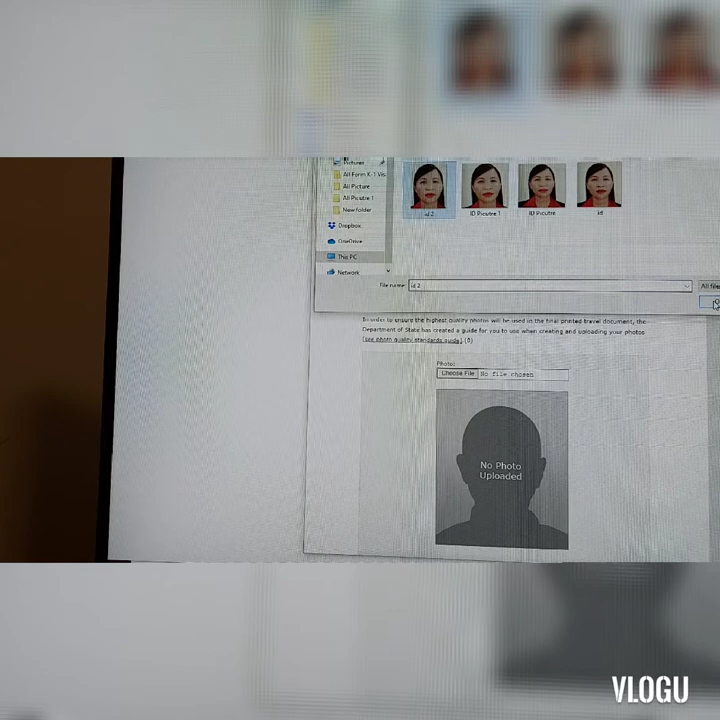 Pictures
All Form K-1 Vis
All Picture
All Picutre 1
New folder
Dropbox
OneDrive
This PC
Network
id 2
ID Picutre 1
ID Picutre
id
File name:
id 2
All files
In order to ensure the highest quality photos will be used in the final printed travel document, the
Department of State has created a guide for you to use when creating and uploading your photos
[see photo quality standards guide].
Photo:
Choose File No file chosen
No Photo
Uploaded
VLOGU